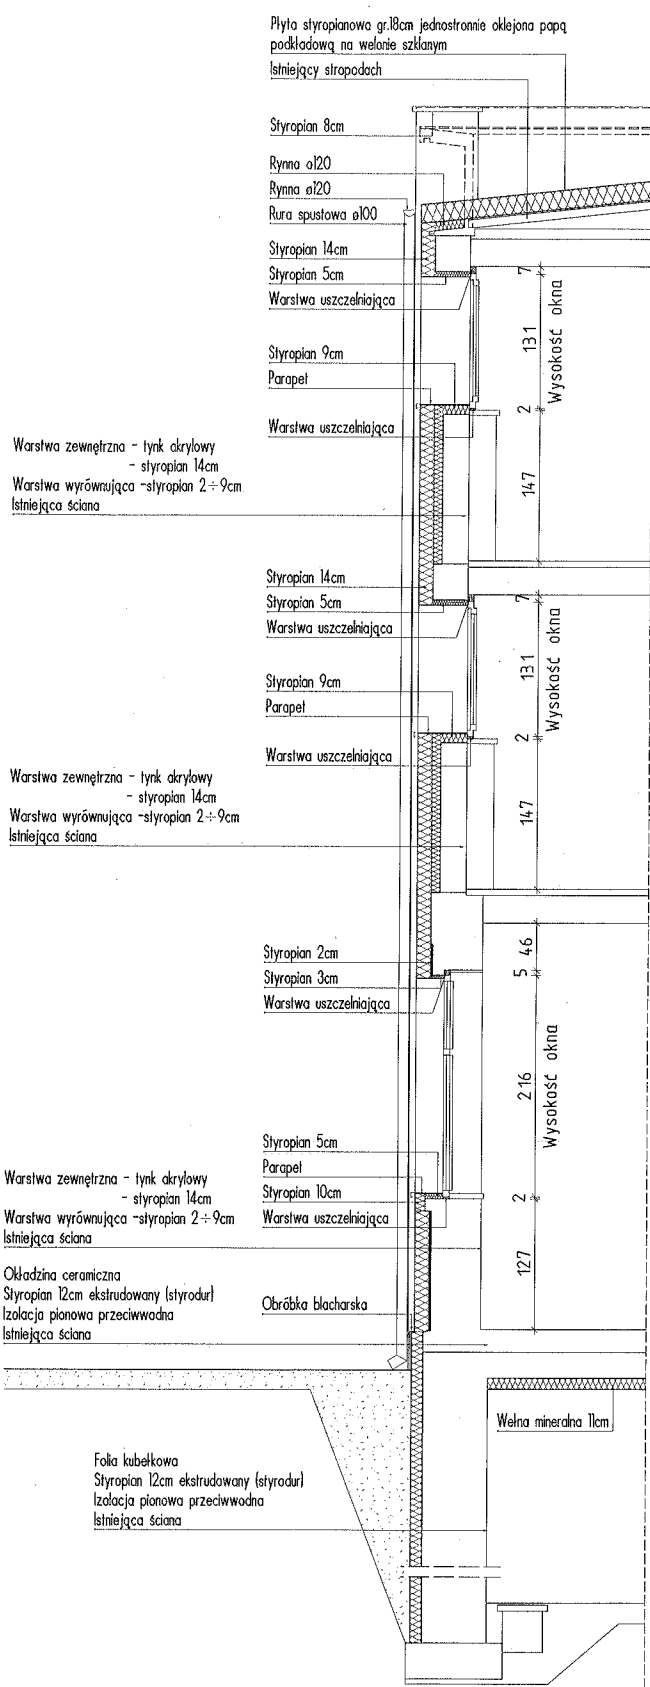 Płyta styropianowa gr.18cm jednostronnie oklejona papą
podkładową na welonie szklanym
Istniejący stropodach
Styropian 8cm
Rynna ø120
Rynna ø120
Rura spustowa ø100
Styropian 14cm
Styropian 5cm
Warstwa uszczelniająca
7
131
Wysokość okna
Styropian 9cm
Parapet
2
Warstwa uszczelniająca
Warstwa zewnętrzna - tynk akrylowy
- styropian 14cm
Warstwa wyrównująca -styropian 2÷9cm
Istniejąca ściana
147
Styropian 14cm
Styropian 5cm
Warstwa uszczelniająca
7
131
Wysokość okna
Styropian 9cm
Parapet
2
Warstwa uszczelniająca
Warstwa zewnętrzna - tynk akrylowy
- styropian 14cm
Warstwa wyrównująca -styropian 2÷9cm
Istniejąca ściana
147
Styropian 2cm
Styropian 3cm
Warstwa uszczelniająca
46
5
216
Wysokość okna
Styropian 5cm
Parapet
Styropian 10cm
Warstwa uszczelniająca
2
Warstwa zewnętrzna - tynk akrylowy
- styropian 14cm
Warstwa wyrównująca -styropian 2÷9cm
Istniejąca ściana
127
Okładzina ceramiczna
Styropian 12cm ekstrudowany (styrodur)
Izolacja pionowa przeciwwodna
Istniejąca ściana
Obróbka blacharska
Wełna mineralna 11cm
Folia kubełkowa
Styropian 12cm ekstrudowany (styrodur)
Izolacja pionowa przeciwwodna
Istniejąca ściana